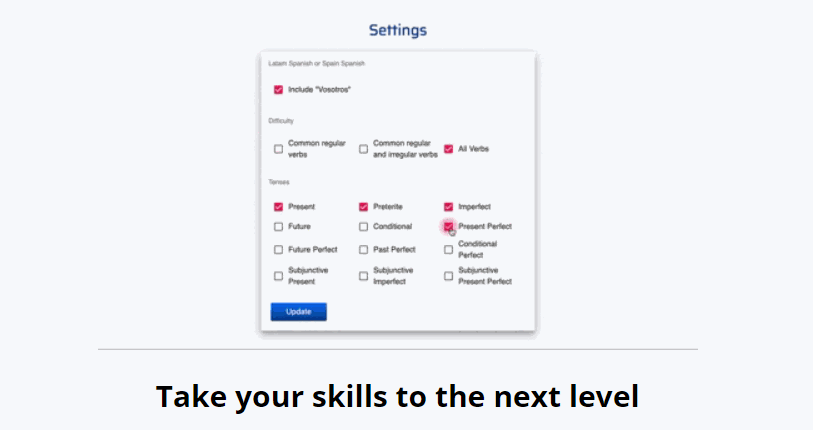 Settings
Latam Spanish or Spain Spanish
Include "Vosotros"
Difficulty
Common regular
verbs
Common regular
and irregular verbs
All Verbs
Tenses
Present
Preterite
Imperfect
Future
Conditional
Present Perfect
Future Perfect
Past Perfect
Conditional
Perfect
Subjunctive
Present
Subjunctive
Imperfect
Subjunctive
Present Perfect
Update
Take your skills to the next level